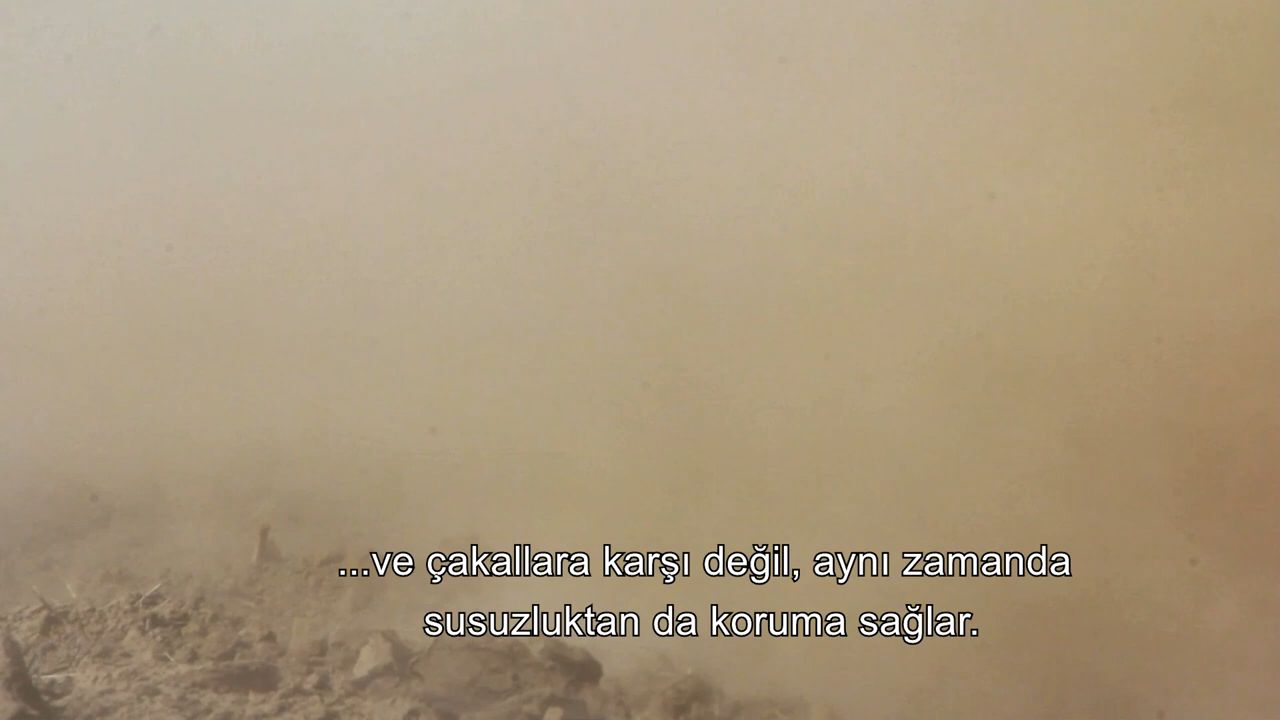 ...ve çakallara karşı değil, aynı zamanda
susuzluktan da koruma sağlar.